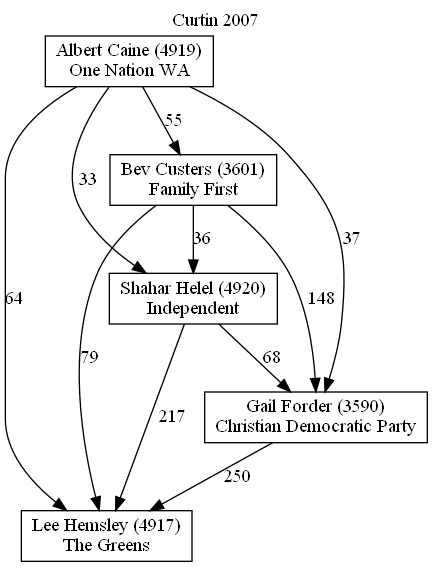 Curtin 2007
Albert Caine (4919)
One Nation WA
55
Bev Custers (3601)
Family First
33
36
37
Shahar Helel (4920)
Independent
64
148
79
68
217
Gail Forder (3590)
Christian Democratic Party
250
Lee Hemsley (4917)
The Greens